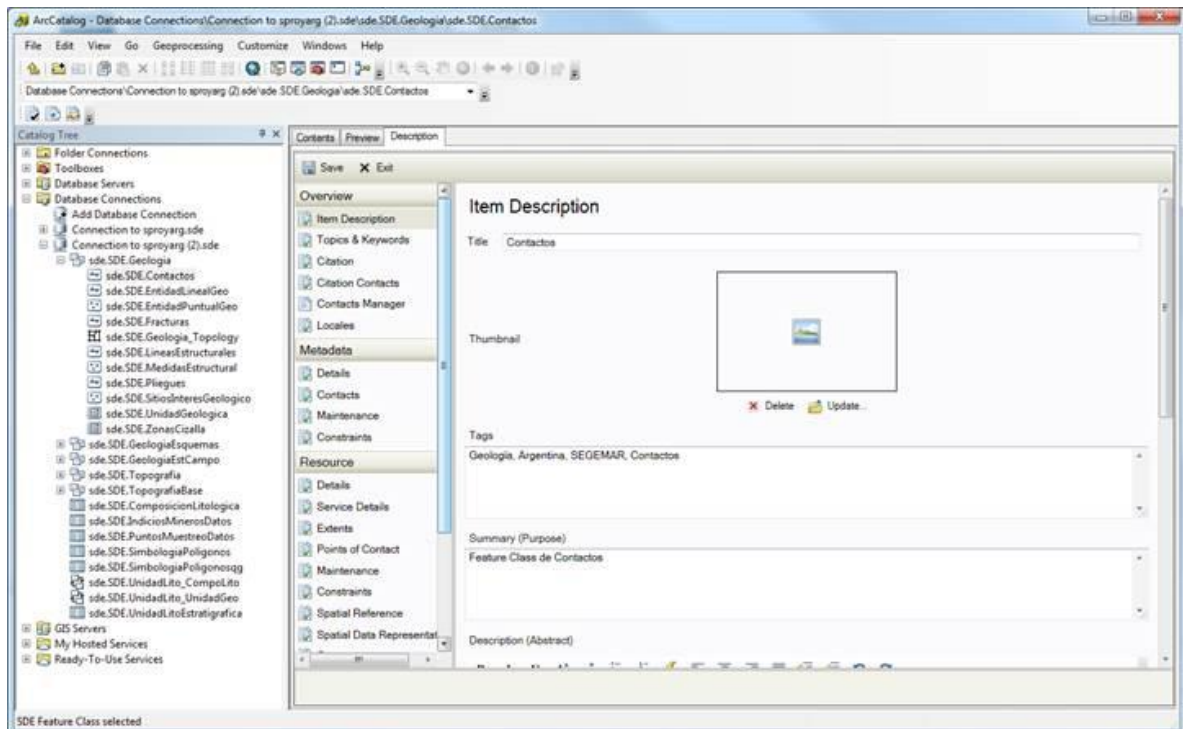 ArcCatalog - Database Connections\Connection to sproyarg (2).sde\sde.SDE.Geologia\sde.SDE.Contactos
File Edit View Go Geoprocessing Customize Windows Help
Database Connections\Connection to sproyarg (2).sde\sde.SDE.Geologia\sde.SDE.Contactos
Catalog Tree
Folder Connections
Toolboxes
Database Servers
Database Connections
Add Database Connection
Connection to sproyarg.sde
Connection to sproyarg (2).sde
sde.SDE.Geologia
sde.SDE.Contactos
sde.SDE.EntidadLinealGeo
sde.SDE.EntidadPuntualGeo
sde.SDE.Fracturas
sde.SDE.Geologia_Topology
sde.SDE.LineasEstructurales
sde.SDE.MedidasEstructural
sde.SDE.Pliegues
sde.SDE.SitiosInteresGeologico
sde.SDE.UnidadGeologica
sde.SDE.ZonasCizalla
sde.SDE.GeologiaEsquemas
sde.SDE.GeologiaEstCampo
sde.SDE.Topografia
sde.SDE.TopografiaBase
sde.SDE.ComposicionLitologica
sde.SDE.IndiciosMinerosDatos
sde.SDE.PuntosMuestreoDatos
sde.SDE.SimbologiaPoligonos
sde.SDE.SimbologiaPoligonosqg
sde.SDE.UnidadLito_CompoLito
sde.SDE.UnidadLito_UnidadGeo
sde.SDE.UnidadLitoEstratigrafica
GIS Servers
My Hosted Services
Ready-To-Use Services
Contents Preview Description
Save Exit
Overview
Item Description
Topics & Keywords
Citation
Citation Contacts
Contacts Manager
Locales
Metadata
Details
Contacts
Maintenance
Constraints
Resource
Details
Service Details
Extents
Points of Contact
Maintenance
Constraints
Spatial Reference
Spatial Data Representat
Item Description
Title Contactos
Thumbnail
Delete Update...
Tags
Geologia, Argentina, SEGEMAR, Contactos
Summary (Purpose)
Feature Class de Contactos
Description (Abstract)
SDE Feature Class selected